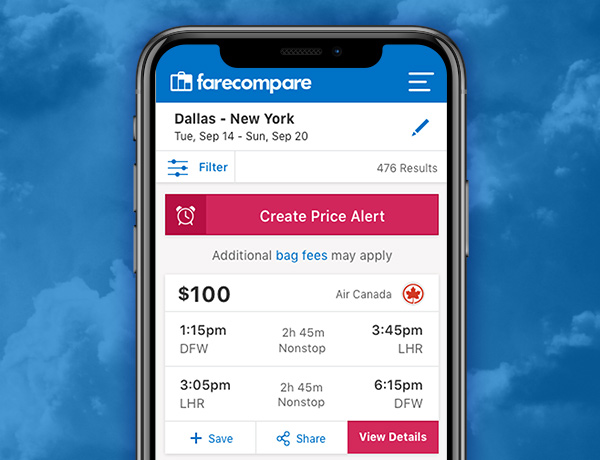 farecompare
Dallas - New York
Tue, Sep 14 - Sun, Sep 20
Filter
476 Results
Create Price Alert
Additional bag fees may apply
$100
Air Canada
1:15pm
2h 45m
3:45pm
DFW
Nonstop
LHR
3:05pm
2h 45m
6:15pm
LHR
Nonstop
DFW
+ Save
Share
View Details